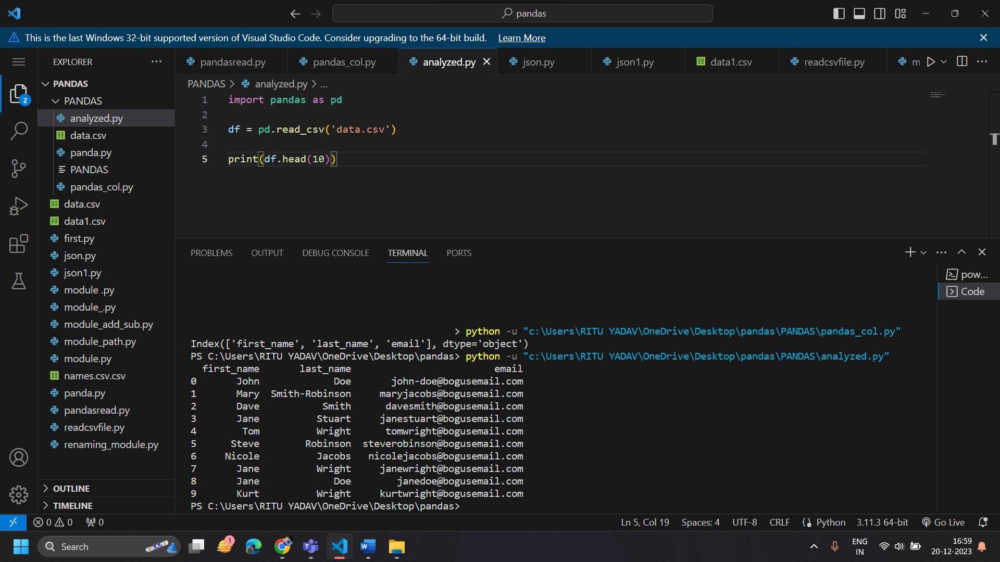 pandas
This is the last Windows 32-bit supported version of Visual Studio Code. Consider upgrading to the 64-bit build. Learn More
EXPLORER
PANDAS
PANDAS
analyzed.py
data.csv
panda.py
PANDAS
pandas_col.py
data.csv
data1.csv
first.py
json.py
json1.py
module .py
module_.py
module_add_sub.py
module_path.py
module.py
names.csv.csv
panda.py
pandasread.py
readcsvfile.py
renaming_module.py
OUTLINE
TIMELINE
2
pandasread.py
pandas_col.py
analyzed.py
json.py
json1.py
data1.csv
readcsvfile.py
m
PANDAS > analyzed.py > ...
1 import pandas as pd
2
3 df = pd.read_csv('data.csv')
4
5 print(df.head(10))
PROBLEMS OUTPUT DEBUG CONSOLE TERMINAL PORTS
pow...
Code
> python -u "c:\Users\RITU YADAV\OneDrive\Desktop\pandas\PANDAS\pandas_col.py"
Index(['first_name', 'last_name', 'email'], dtype='object')
PS C:\Users\RITU YADAV\OneDrive\Desktop\pandas> python -u "c:\Users\RITU YADAV\OneDrive\Desktop\pandas\PANDAS\analyzed.py"
first_name last_name email
0 John Doe john-doe@bogusemail.com
1 Mary Smith-Robinson maryjacobs@bogusemail.com
2 Dave Smith davesmith@bogusemail.com
3 Jane Stuart janestuart@bogusemail.com
4 Tom Wright tomwright@bogusemail.com
5 Steve Robinson steverobinson@bogusemail.com
6 Nicole Jacobs nicolejacobs@bogusemail.com
7 Jane Wright janewright@bogusemail.com
8 Jane Doe janedoe@bogusemail.com
9 Kurt Wright kurtwright@bogusemail.com
PS C:\Users\RITU YADAV\OneDrive\Desktop\pandas>
0 0 0
Ln 5, Col 19 Spaces: 4 UTF-8 CRLF Python 3.11.3 64-bit Go Live
Search
1
ENG
IN
16:59
20-12-2023